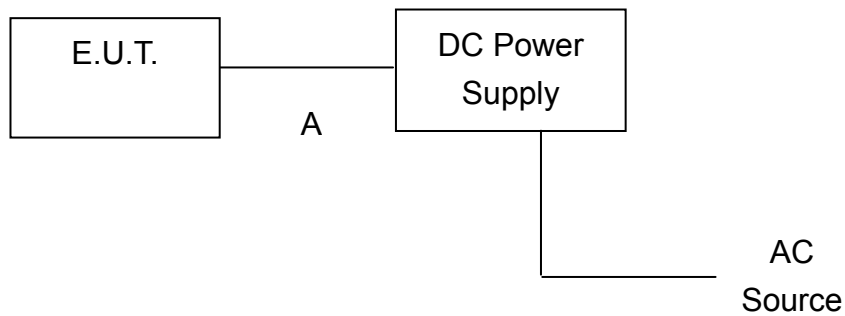 E.U.T.
DC Power
Supply
A
AC
Source